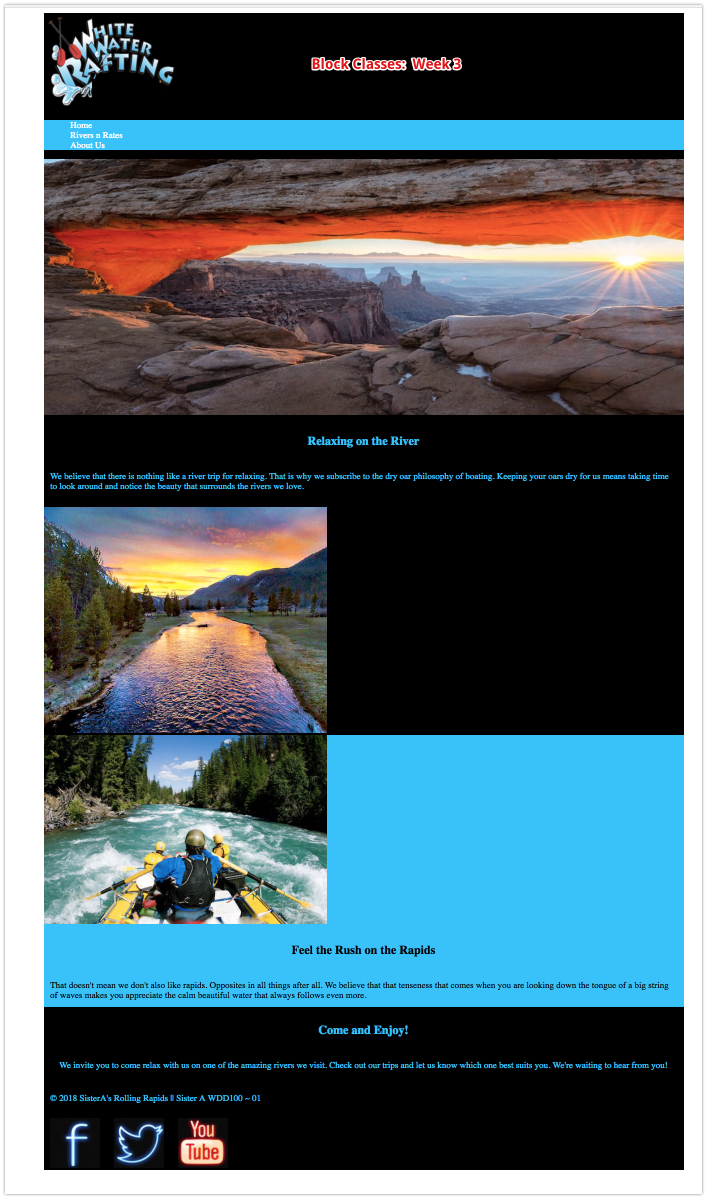 WHITE
WATER
RAFTING
Block Classes: Week 3
Home
Rivers n Rates
About Us
Relaxing on the River
We believe that there is nothing like a river trip for relaxing. That is why we subscribe to the dry oar philosophy of boating. Keeping your oars dry for us means taking time
to look around and notice the beauty that surrounds the rivers we love.
Feel the Rush on the Rapids
That doesn't mean we don't also like rapids. Opposites in all things after all. We believe that that tenseness that comes when you are looking down the tongue of a big string
of waves makes you appreciate the calm beautiful water that always follows even more.
Come and Enjoy!
We invite you to come relax with us on one of the amazing rivers we visit. Check out our trips and let us know which one best suits you. We're waiting to hear from you!
© 2018 SisterA's Rolling Rapids || Sister A WDD100 ~ 01
f
You
Tube